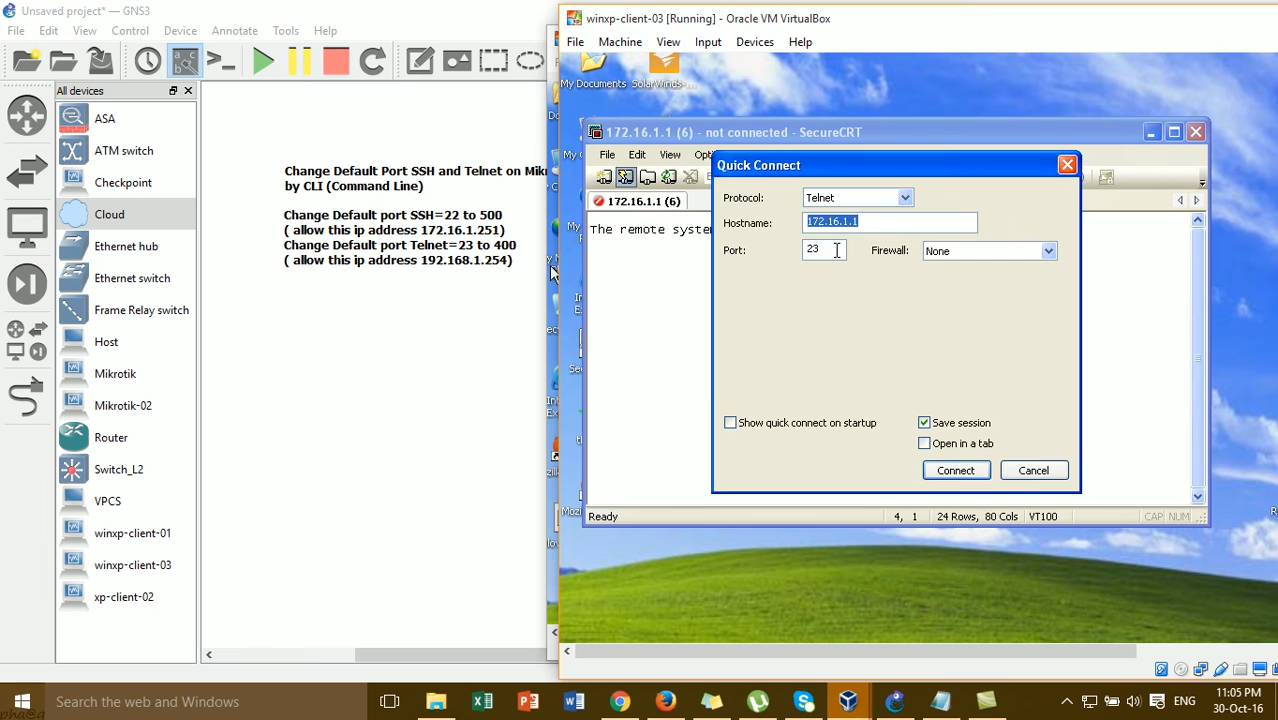 Unsaved project* — GNS3
File Edit View Control Device Annotate Tools Help
All devices
ASA
ATM switch
Checkpoint
Cloud
Ethernet hub
Ethernet switch
Frame Relay switch
Host
Mikrotik
Mikrotik-02
Router
Switch_L2
VPCS
winxp-client-01
winxp-client-03
xp-client-02
Change Default Port SSH and Telnet on
by CLI (Command Line)
Change Default port SSH=22 to 500
( allow this ip address 172.16.1.251)
Change Default port Telnet=23 to 400
( allow this ip address 192.168.1.254)
winxp-client-03 [Running] - Oracle VM VirtualBox
File Machine View Input Devices Help
My Documents SolarWinds-...
172.16.1.1 (6) - not connected - SecureCRT
File Edit View
172.16.1.1 (6)
The remote
Quick Connect
Protocol: Telnet
Hostname: 172.16.1.1
Port: 23 Firewall: None
Show quick connect on startup Save session
Open in a tab
Connect Cancel
Ready 4, 1 24 Rows, 80 Cols VT100 CAP NUM
Search the web and Windows
ENG
11:05 PM
30-Oct-16